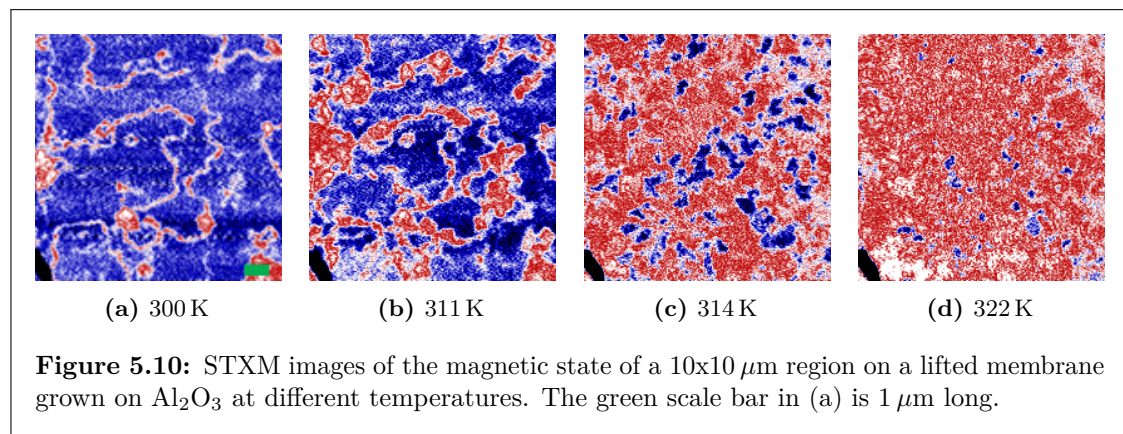 (a) 300 K (b) 311 K (c) 314 K (d) 322 K
Figure 5.10: STXM images of the magnetic state of a 10x10 μm region on a lifted membrane
grown on Al₂O₃ at different temperatures. The green scale bar in (a) is 1 μm long.